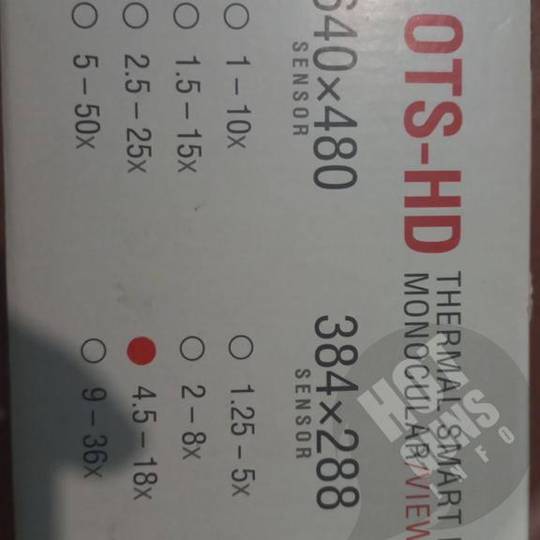 OTS-HD
THERMAL SMART
MONOCULAR/VIEW
640×480
SENSOR
1 – 10x
1.5 – 15x
2.5 – 25x
5 – 50x
384×288
SENSOR
1.25 – 5x
2 – 8x
4.5 – 18x
9 – 36x